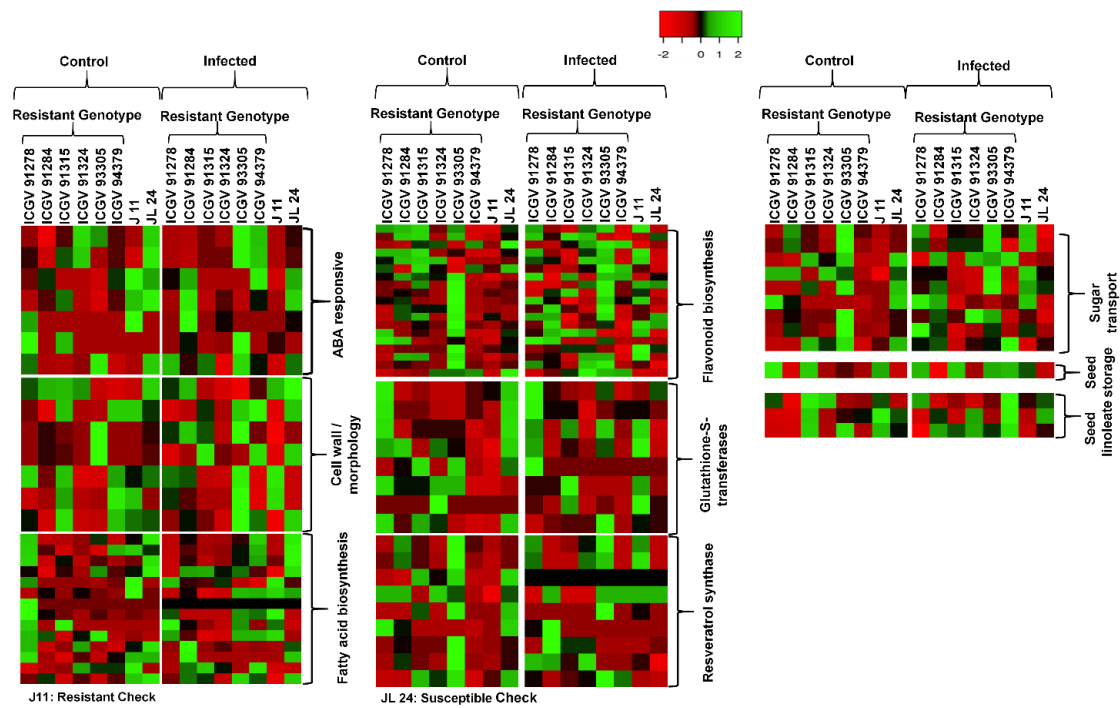 -2 -1 0 1 2
Control Infected
Resistant Genotype Resistant Genotype
ICGV 91278
ICGV 91284
ICGV 91315
ICGV 91324
ICGV 93305
ICGV 94379
J 11
JL 24
ICGV 91278
ICGV 91284
ICGV 91315
ICGV 91324
ICGV 93305
ICGV 94379
J 11
JL 24
ABA responsive
Cell wall /
morphology
Fatty acid biosynthesis
J11: Resistant Check
Control Infected
Resistant Genotype Resistant Genotype
ICGV 91278
ICGV 91284
ICGV 91315
ICGV 91324
ICGV 93305
ICGV 94379
J 11
JL 24
ICGV 91278
ICGV 91284
ICGV 91315
ICGV 91324
ICGV 93305
ICGV 94379
J 11
JL 24
Flavonoid biosynthesis
Glutathione-S-
transferases
Resveratrol synthase
JL 24: Susceptible Check
Control Infected
Resistant Genotype Resistant Genotype
ICGV 91278
ICGV 91284
ICGV 91315
ICGV 91324
ICGV 93305
ICGV 94379
J 11
JL 24
ICGV 91278
ICGV 91284
ICGV 91315
ICGV 91324
ICGV 93305
ICGV 94379
J 11
JL 24
Sugar
transport
Seed
storage
Seed
linoleate